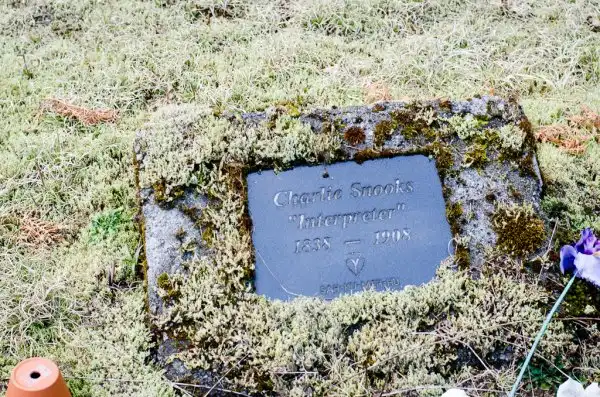 Charlie Snooks
"Interpreter"
1838 — 1908